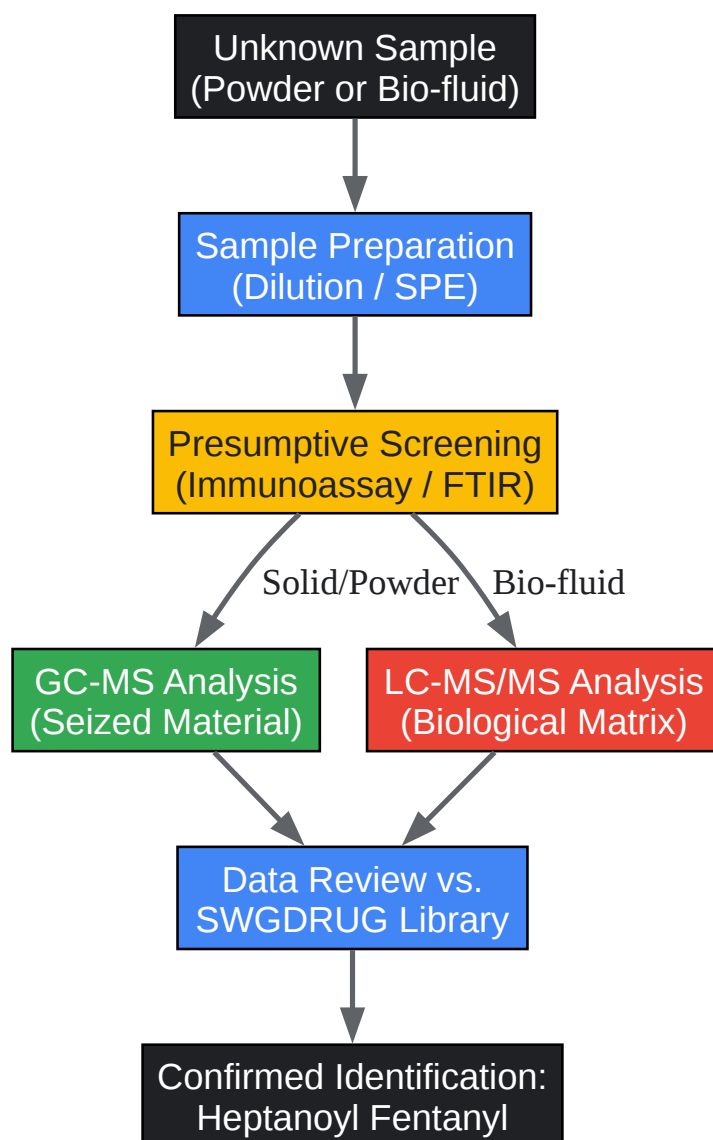 Unknown Sample
(Powder or Bio-fluid)
Sample Preparation
(Dilution / SPE)
Presumptive Screening
(Immunoassay / FTIR)
Solid/Powder
Bio-fluid
GC-MS Analysis
(Seized Material)
LC-MS/MS Analysis
(Biological Matrix)
Data Review vs.
SWGDRUG Library
Confirmed Identification:
Heptanoyl Fentanyl